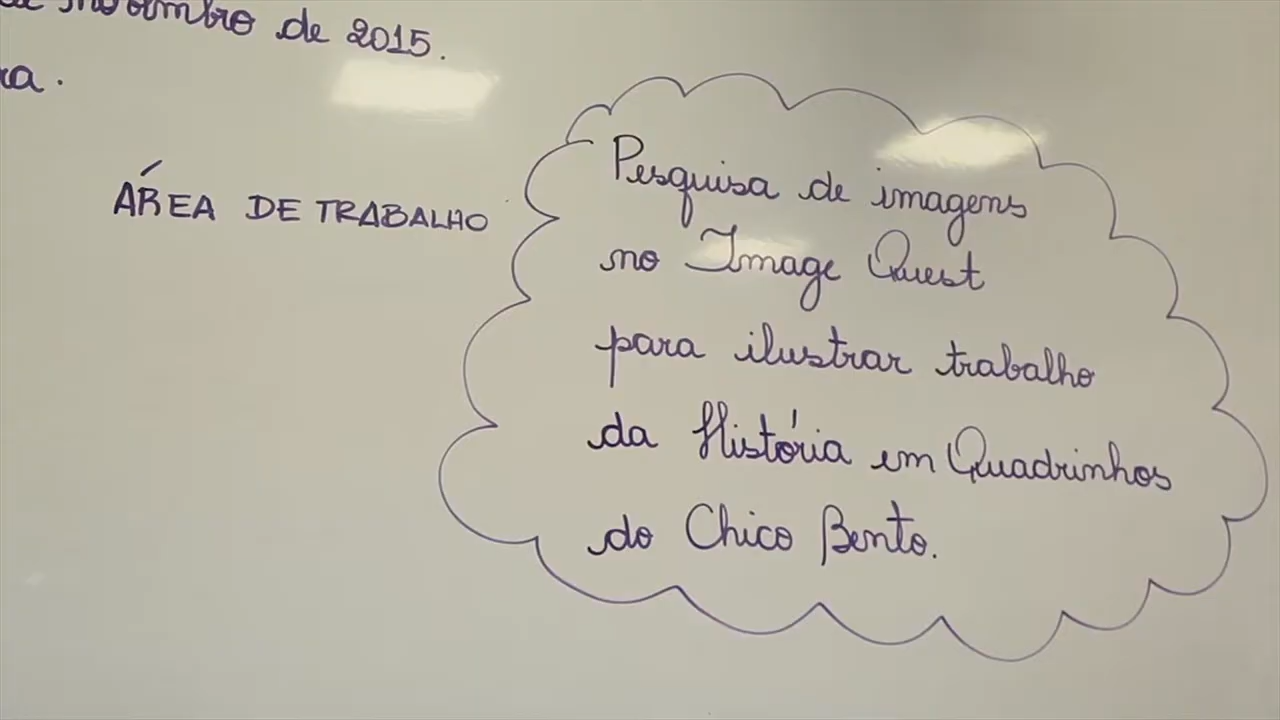 novembro de 2015.
ÁREA DE TRABALHO
Pesquisa de imagens
no Image Quest
para ilustrar trabalho
da História em Quadrinhos
do Chico Bento.